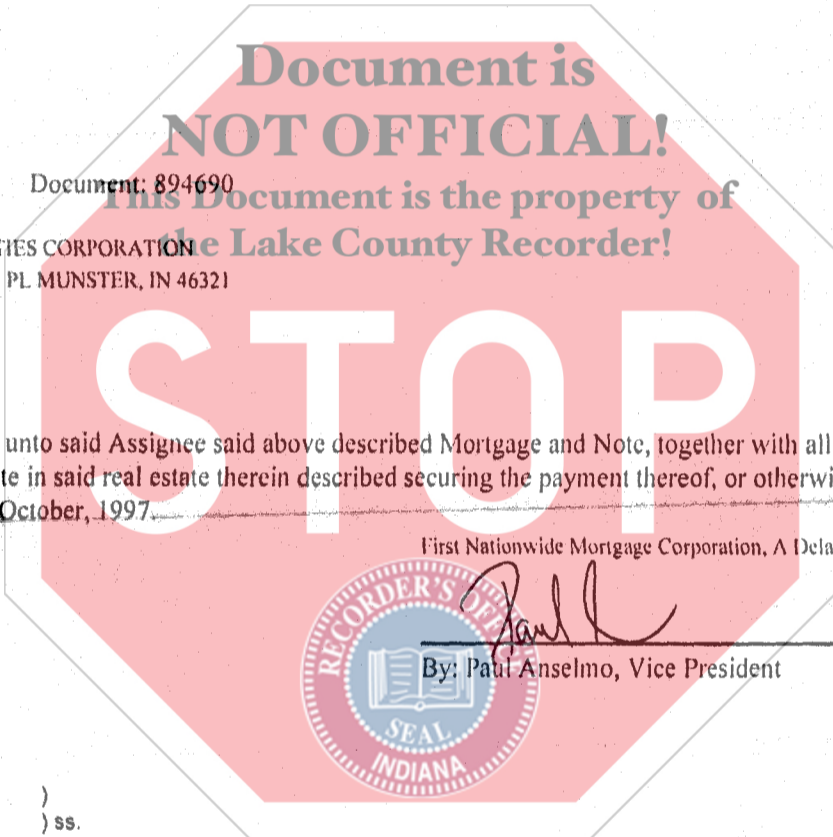 Document is
NOT OFFICIAL!
Document: 894690
This Document is the property of
the Lake County Recorder!
CORPORATION
PL MUNSTER, IN 46321
STOP
unto said Assignee said above described Mortgage and Note, together with all
te in said real estate therein described securing the payment thereof, or otherwi
October, 1997.
First Nationwide Mortgage Corporation, A Dela
Paul
By: Paul Anselmo, Vice President
RECORDER'S OFFI
SEAL
INDIANA
)
) ss.